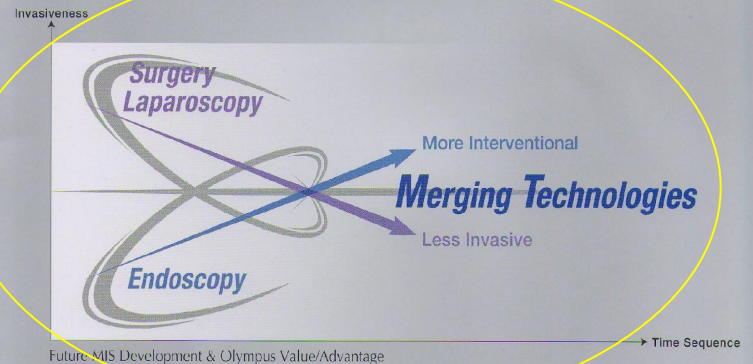 Invasiveness
Surgery
Laparoscopy
More Interventional
Merging Technologies
Less Invasive
Endoscopy
Time Sequence
Future MIS Development & Olympus Value/Advantage